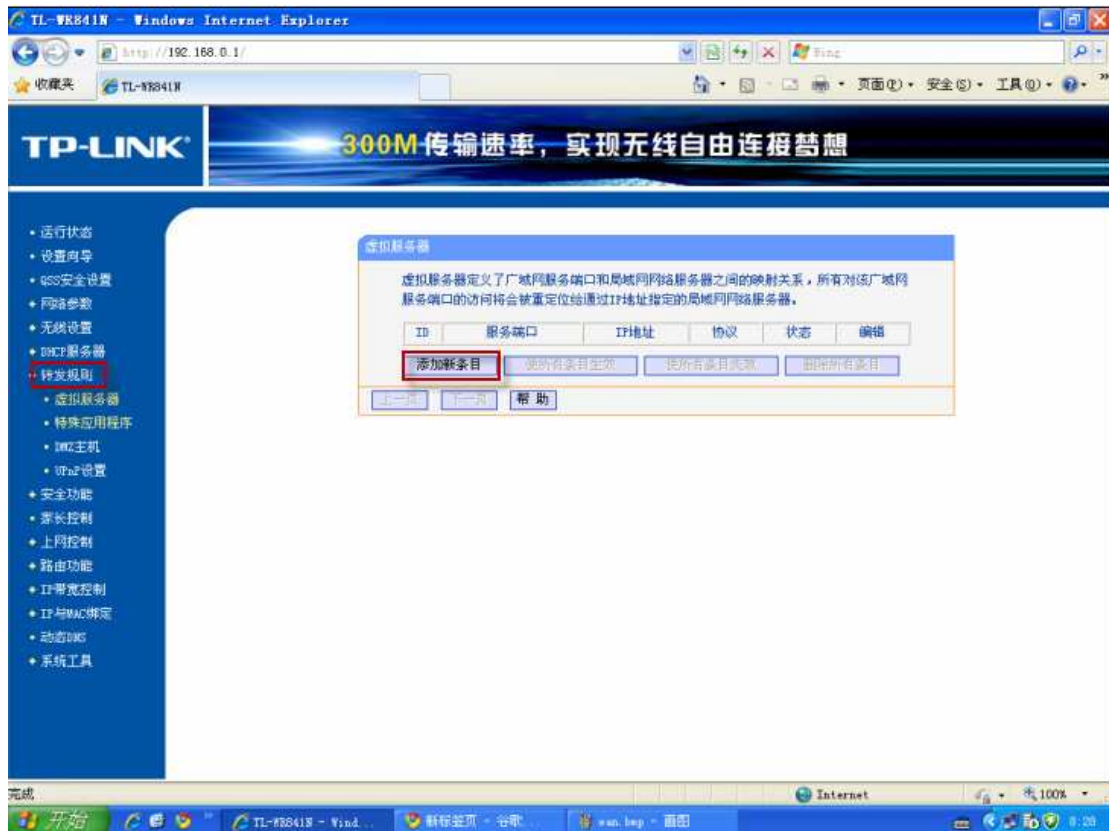 TL-WR841N - Windows Internet Explorer
http://192.168.0.1/
Bing
收藏夹
TL-WR841N
页面(P)
安全(S)
工具(O)
TP-LINK
300M 传输速率，实现无线自由连接梦想
• 运行状态
• 设置向导
• QSS安全设置
+ 网络参数
+ 无线设置
+ DHCP服务器
+ 转发规则
• 虚拟服务器
• 特殊应用程序
• DMZ主机
• UPnP设置
+ 安全功能
• 家长控制
+ 上网控制
+ 路由功能
+ IP带宽控制
+ IP与MAC绑定
• 动态DNS
+ 系统工具
虚拟服务器
虚拟服务器定义了广域网服务端口和局域网网络服务器之间的映射关系，所有对该广域网
服务端口的访问将会被重定位给通过IP地址指定的局域网网络服务器。
ID 服务端口 IP地址 协议 状态 编辑
添加新条目 使所有条目生效 使所有条目失效 删除所有条目
上一页 下一页 帮 助
完成
Internet
100%
开始
TL-WR841N - Wind...
新标签页 - 谷歌...
wan.bmp - 画图
8:28